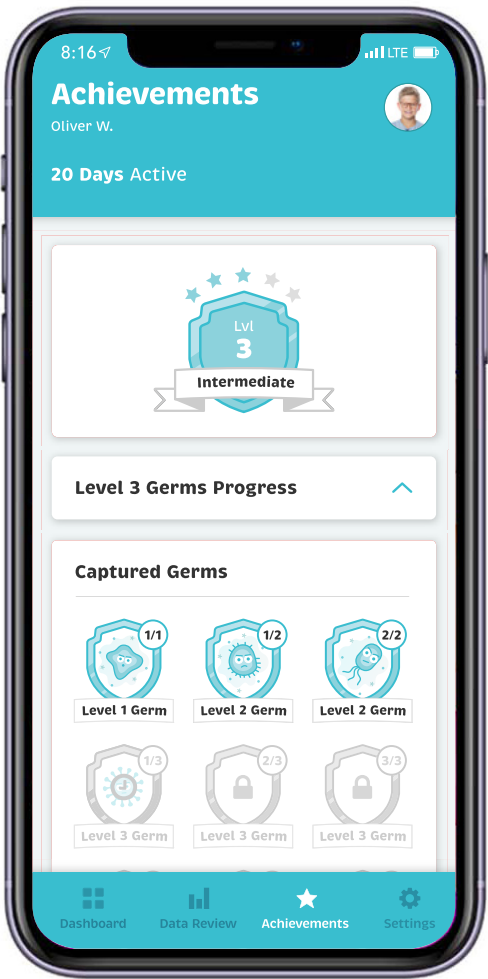 8:16 LTE
Achievements
Oliver W.
20 Days Active
Lvl
3
Intermediate
Level 3 Germs Progress
Captured Germs
1/1 1/2 2/2
Level 1 Germ Level 2 Germ Level 2 Germ
1/3 2/3 3/3
Level 3 Germ Level 3 Germ Level 3 Germ
Dashboard Data Review Achievements Settings